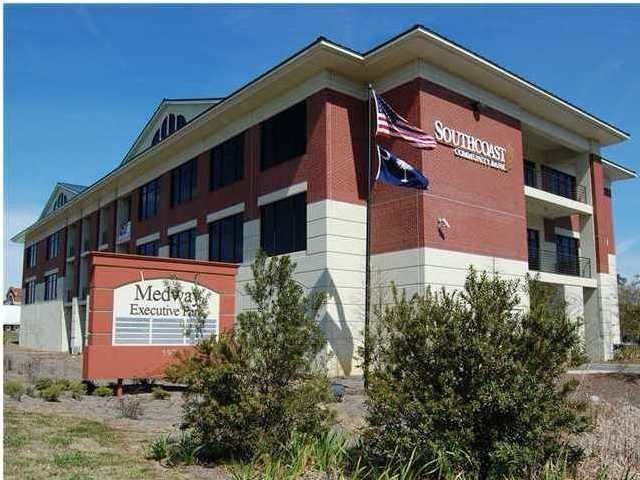 SOUTHCOAST
COMMUNITY BANK
Medway
Executive Park